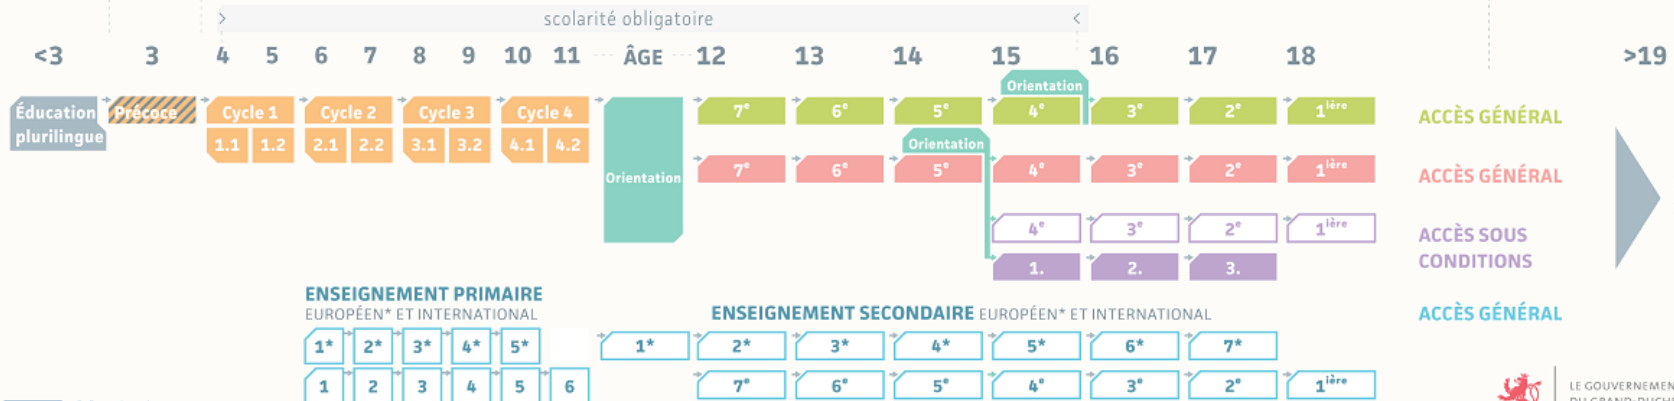 scolarité obligatoire
<3 3 4 5 6 7 8 9 10 11 ÂGE 12 13 14 15 16 17 18 >19
Orientation
Éducation plurilingue
Précoce
Cycle 1 Cycle 2 Cycle 3 Cycle 4
1.1 1.2 2.1 2.2 3.1 3.2 4.1 4.2
Orientation
7e 6e 5e 4e 3e 2e 1ière ACCÈS GÉNÉRAL
Orientation
7e 6e 5e 4e 3e 2e 1ière ACCÈS GÉNÉRAL
4e 3e 2e 1ière ACCÈS SOUS
1. 2. 3. CONDITIONS
ENSEIGNEMENT PRIMAIRE
EUROPÉEN* ET INTERNATIONAL
ENSEIGNEMENT SECONDAIRE EUROPÉEN* ET INTERNATIONAL ACCÈS GÉNÉRAL
1* 2* 3* 4* 5* 1* 2* 3* 4* 5* 6* 7*
1 2 3 4 5 6 7e 6e 5e 4e 3e 2e 1ière
LE GOUVERNEMEN